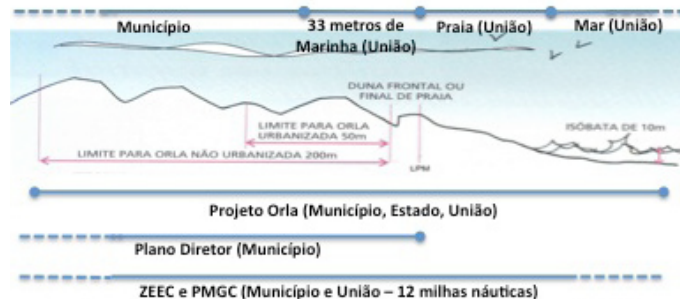 Município
33 metros de
Marinha (União)
Praia (União)
Mar (União)
DUNA FRONTAL OU
FINAL DE PRAIA
LIMITE PARA ORLA
URBANIZADA 50m
ISÓBATA DE 10m
LIMITE PARA ORLA NÃO URBANIZADA 200m
LPM
Projeto Orla (Município, Estado, União)
Plano Diretor (Município)
ZEEC e PMGC (Município e União – 12 milhas náuticas)